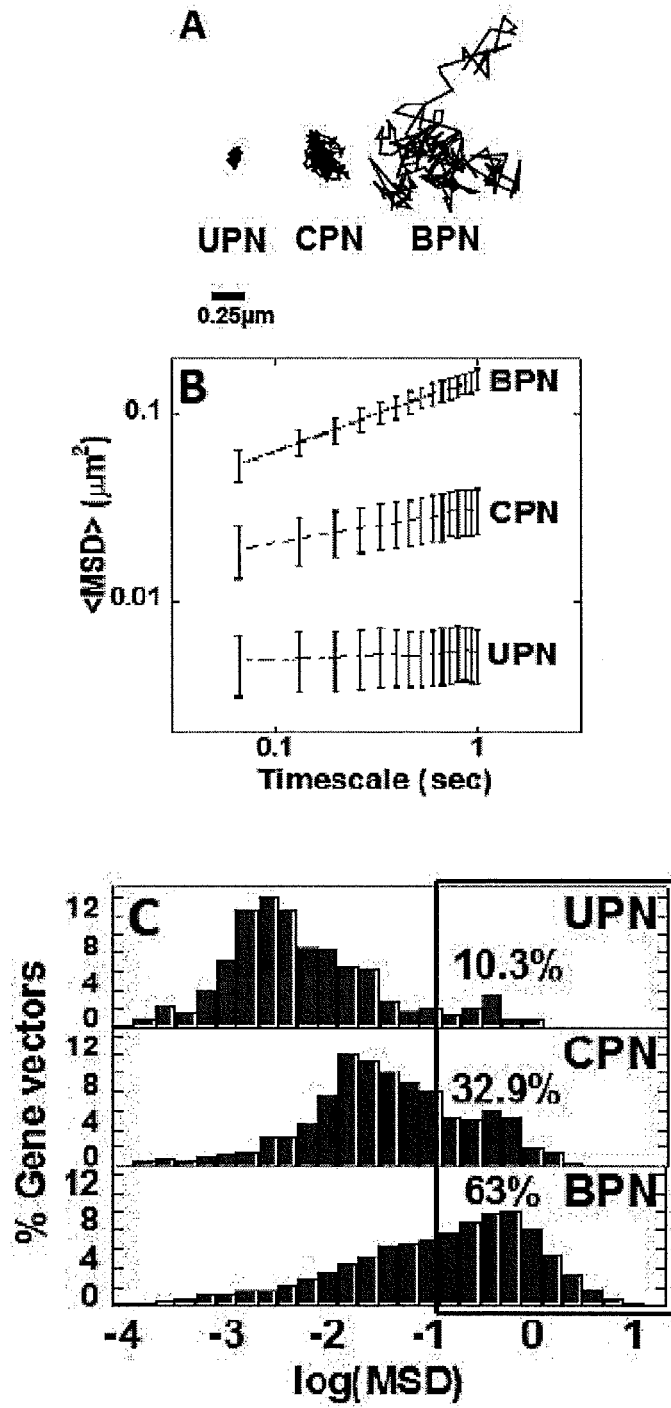 A
UPN CPN BPN
0.25μm
B
BPN
0.1
CPN
<MSD> (μm²)
0.01
UPN
0.1 1
Timescale (sec)
C
12
8
4
0
UPN
10.3%
12
8
4
0
CPN
32.9%
12
8
4
0
63% BPN
% Gene vectors
-4 -3 -2 -1 0 1
log(MSD)